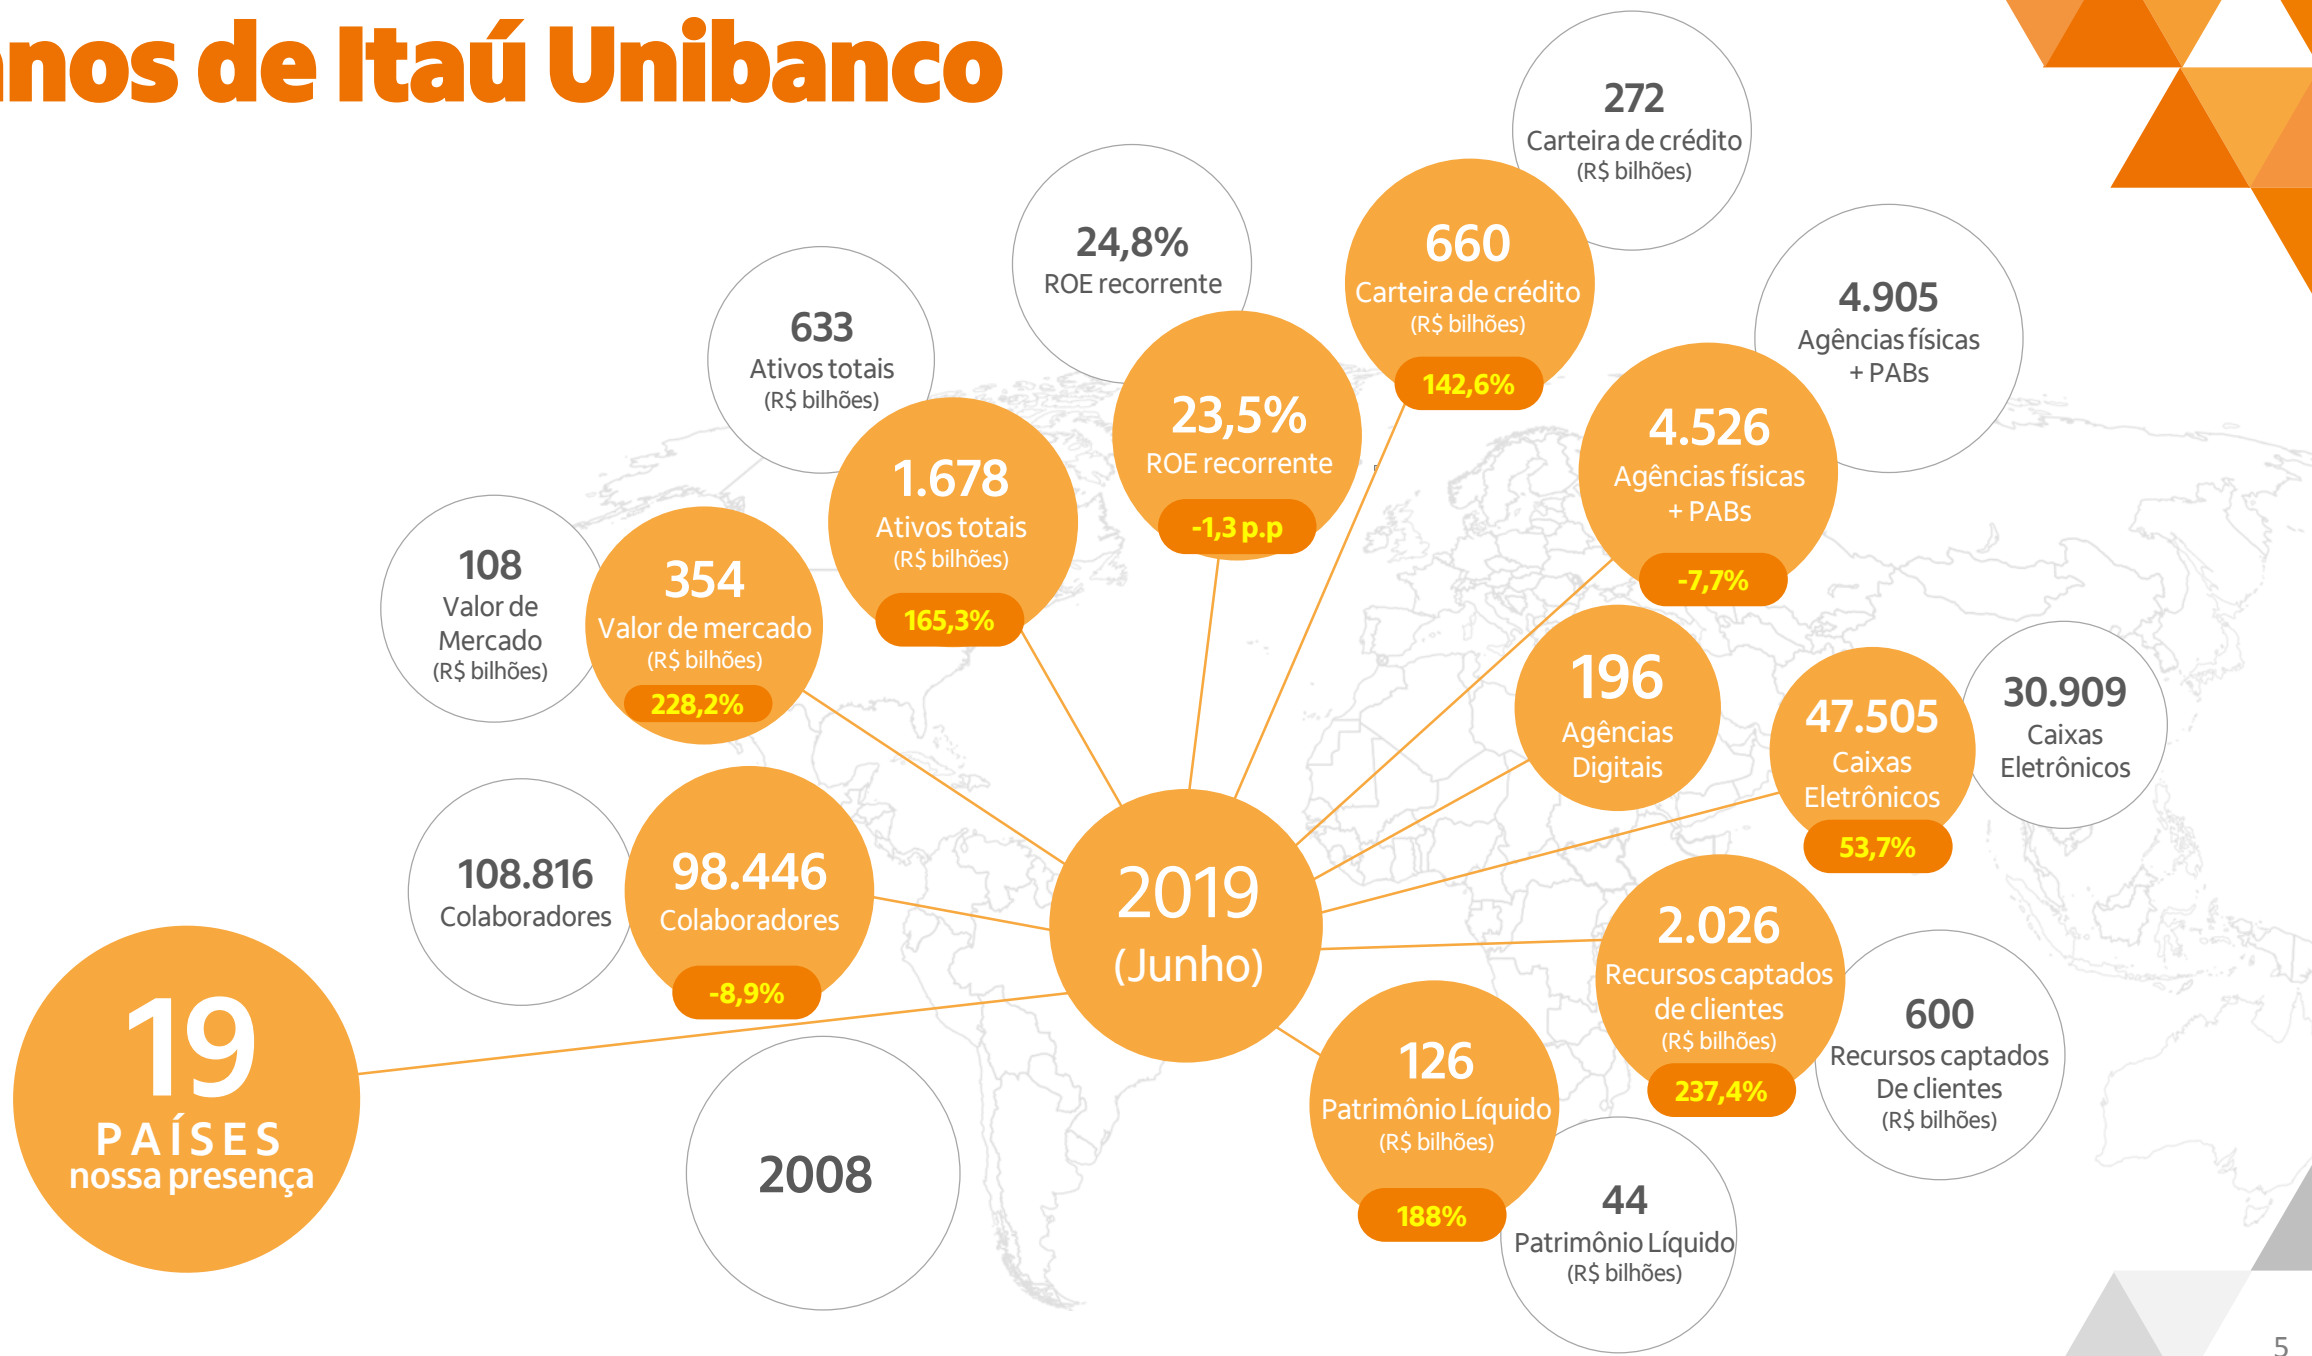 anos de Itaú Unibanco
272
Carteira de crédito
(R$ bilhões)
660
Carteira de crédito
(R$ bilhões)
142,6%
24,8%
ROE recorrente
23,5%
ROE recorrente
-1,3 p.p
633
Ativos totais
(R$ bilhões)
1.678
Ativos totais
(R$ bilhões)
165,3%
4.905
Agências físicas
+ PABs
4.526
Agências físicas
+ PABs
-7,7%
108
Valor de
Mercado
(R$ bilhões)
354
Valor de mercado
(R$ bilhões)
228,2%
196
Agências
Digitais
47.505
Caixas
Eletrônicos
53,7%
30.909
Caixas
Eletrônicos
108.816
Colaboradores
98.446
Colaboradores
-8,9%
2019
(Junho)
2.026
Recursos captados
de clientes
(R$ bilhões)
237,4%
600
Recursos captados
De clientes
(R$ bilhões)
19
PAÍSES
nossa presença
2008
126
Patrimônio Líquido
(R$ bilhões)
188%
44
Patrimônio Líquido
(R$ bilhões)
5